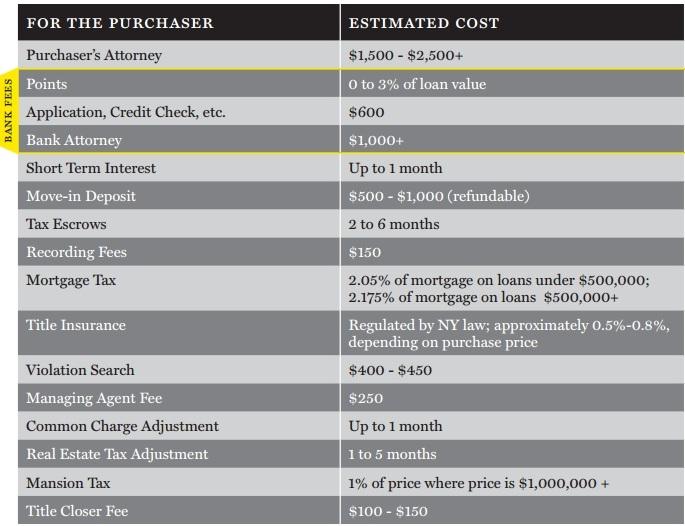 FOR THE PURCHASER
ESTIMATED COST
Purchaser's Attorney
$1,500 - $2,500+
BANK FEES
Points
0 to 3% of loan value
Application, Credit Check, etc.
$600
Bank Attorney
$1,000+
Short Term Interest
Up to 1 month
Move-in Deposit
$500 - $1,000 (refundable)
Tax Escrows
2 to 6 months
Recording Fees
$150
Mortgage Tax
2.05% of mortgage on loans under $500,000;
2.175% of mortgage on loans $500,000+
Title Insurance
Regulated by NY law; approximately 0.5%-0.8%,
depending on purchase price
Violation Search
$400 - $450
Managing Agent Fee
$250
Common Charge Adjustment
Up to 1 month
Real Estate Tax Adjustment
1 to 5 months
Mansion Tax
1% of price where price is $1,000,000 +
Title Closer Fee
$100 - $150